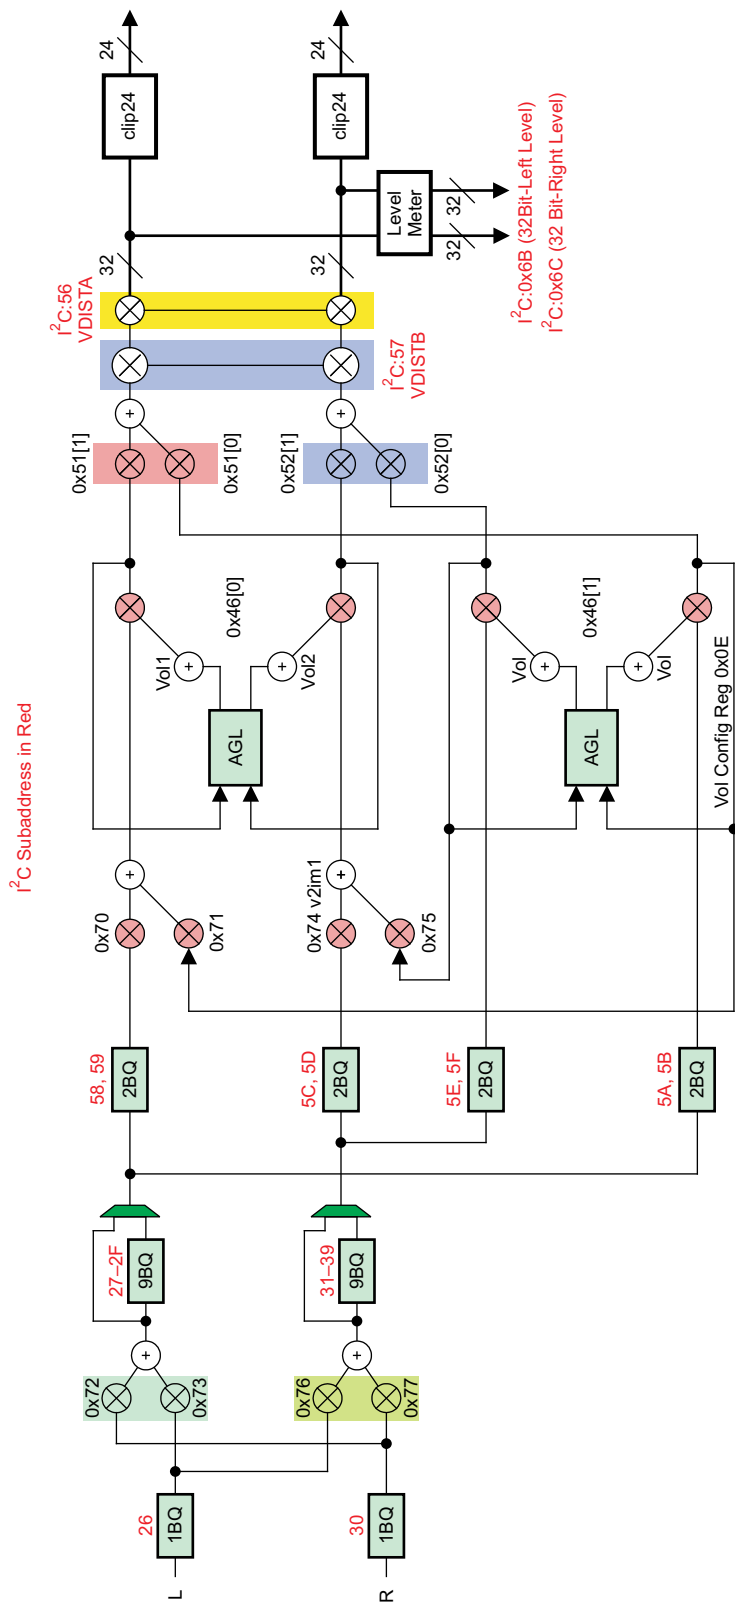 I²C Subaddress in Red
L
R
26
1BQ
30
1BQ
0x72
0x73
+
0x76
0x77
+
27–2F
9BQ
31–39
9BQ
58, 59
2BQ
5C, 5D
2BQ
5E, 5F
2BQ
5A, 5B
2BQ
0x70
0x71
+
0x74 v2im1
0x75
+
AGL
Vol1
+
Vol2
+
0x46[0]
AGL
Vol
+
Vol
+
0x46[1]
Vol Config Reg 0x0E
0x51[1]
0x51[0]
+
0x52[1]
0x52[0]
+
I²C:57
VDISTB
I²C:56
VDISTA
32
32
Level
Meter
32
32
I²C:0x6B (32Bit-Left Level)
I²C:0x6C (32 Bit-Right Level)
clip24
24
clip24
24